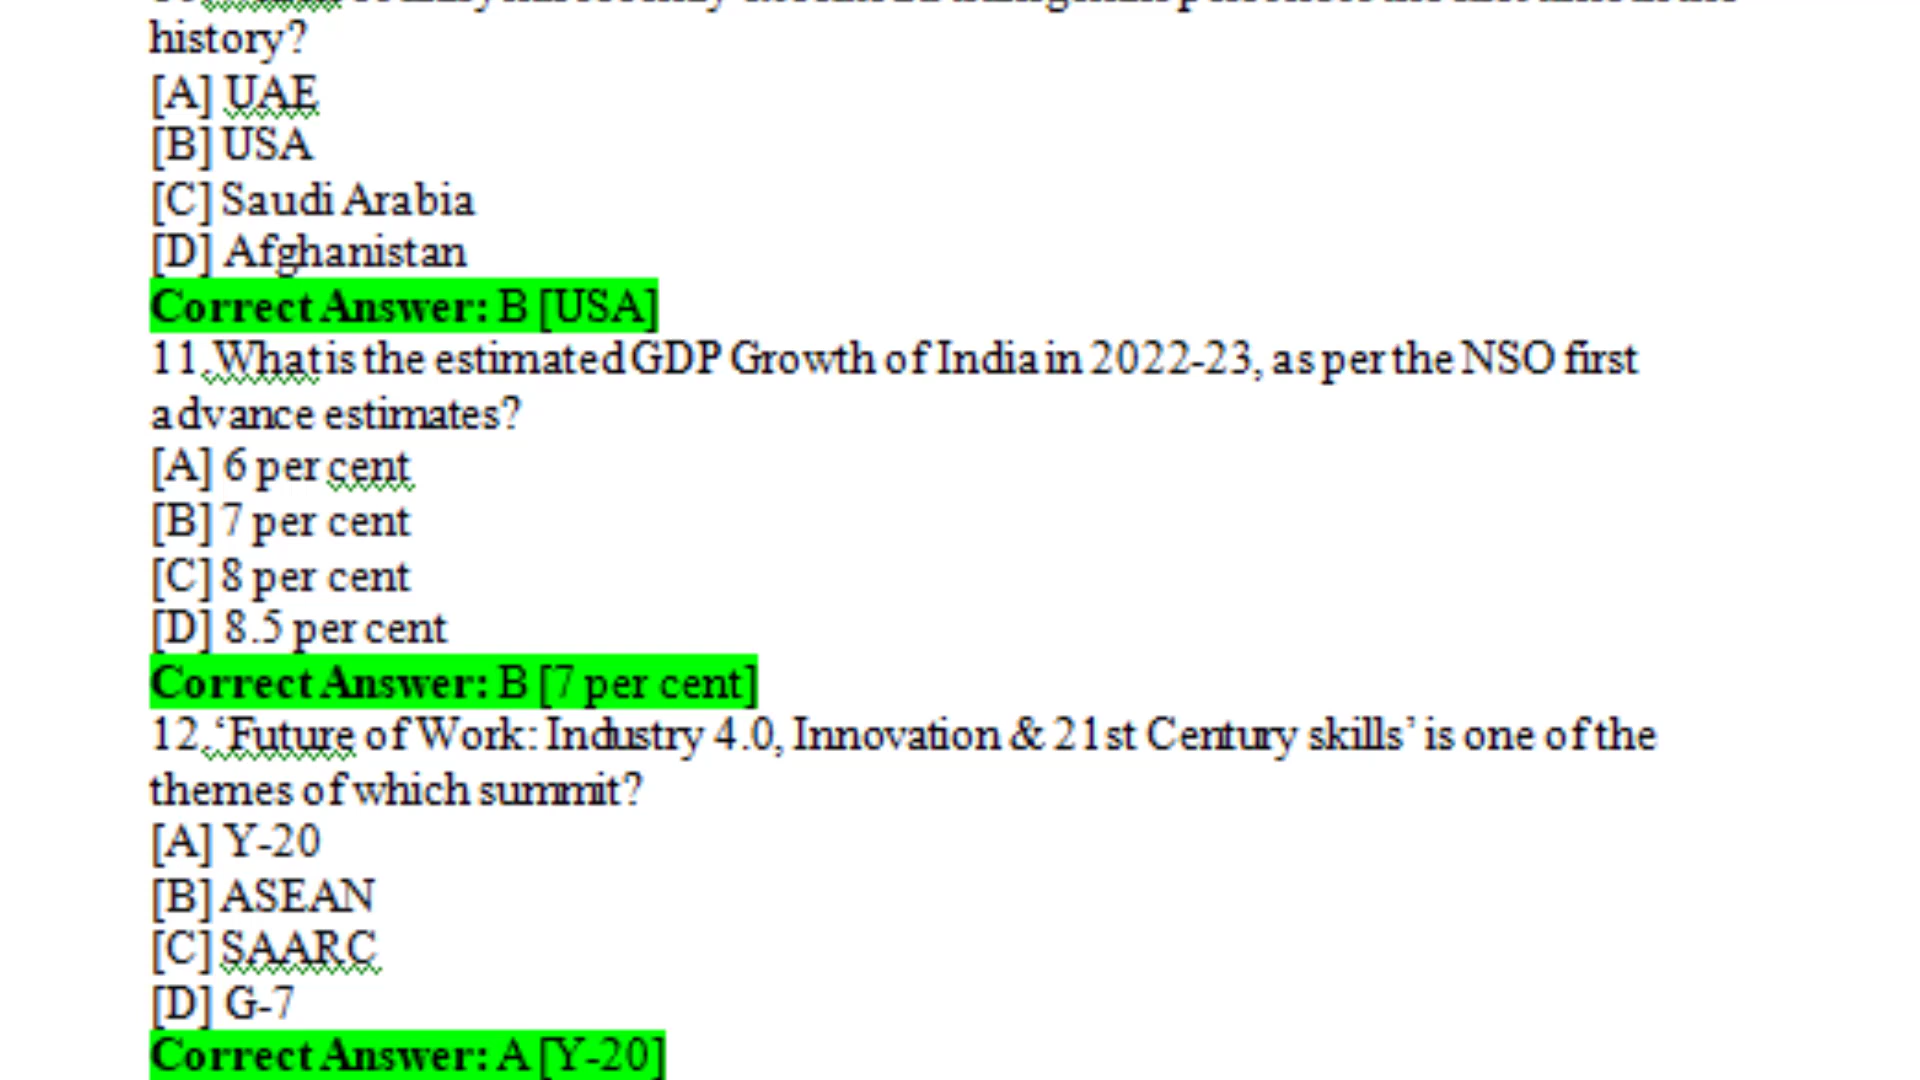 history?
[A] UAE
[B] USA
[C] Saudi Arabia
[D] Afghanistan
Correct Answer: B [USA]
11. What is the estimated GDP Growth of India in 2022-23, as per the NSO first
advance estimates?
[A] 6 per cent
[B] 7 per cent
[C] 8 per cent
[D] 8.5 per cent
Correct Answer: B [7 per cent]
12. ‘Future of Work: Industry 4.0, Innovation & 21st Century skills’ is one of the
themes of which summit?
[A] Y-20
[B] ASEAN
[C] SAARC
[D] G-7
Correct Answer: A [Y-20]